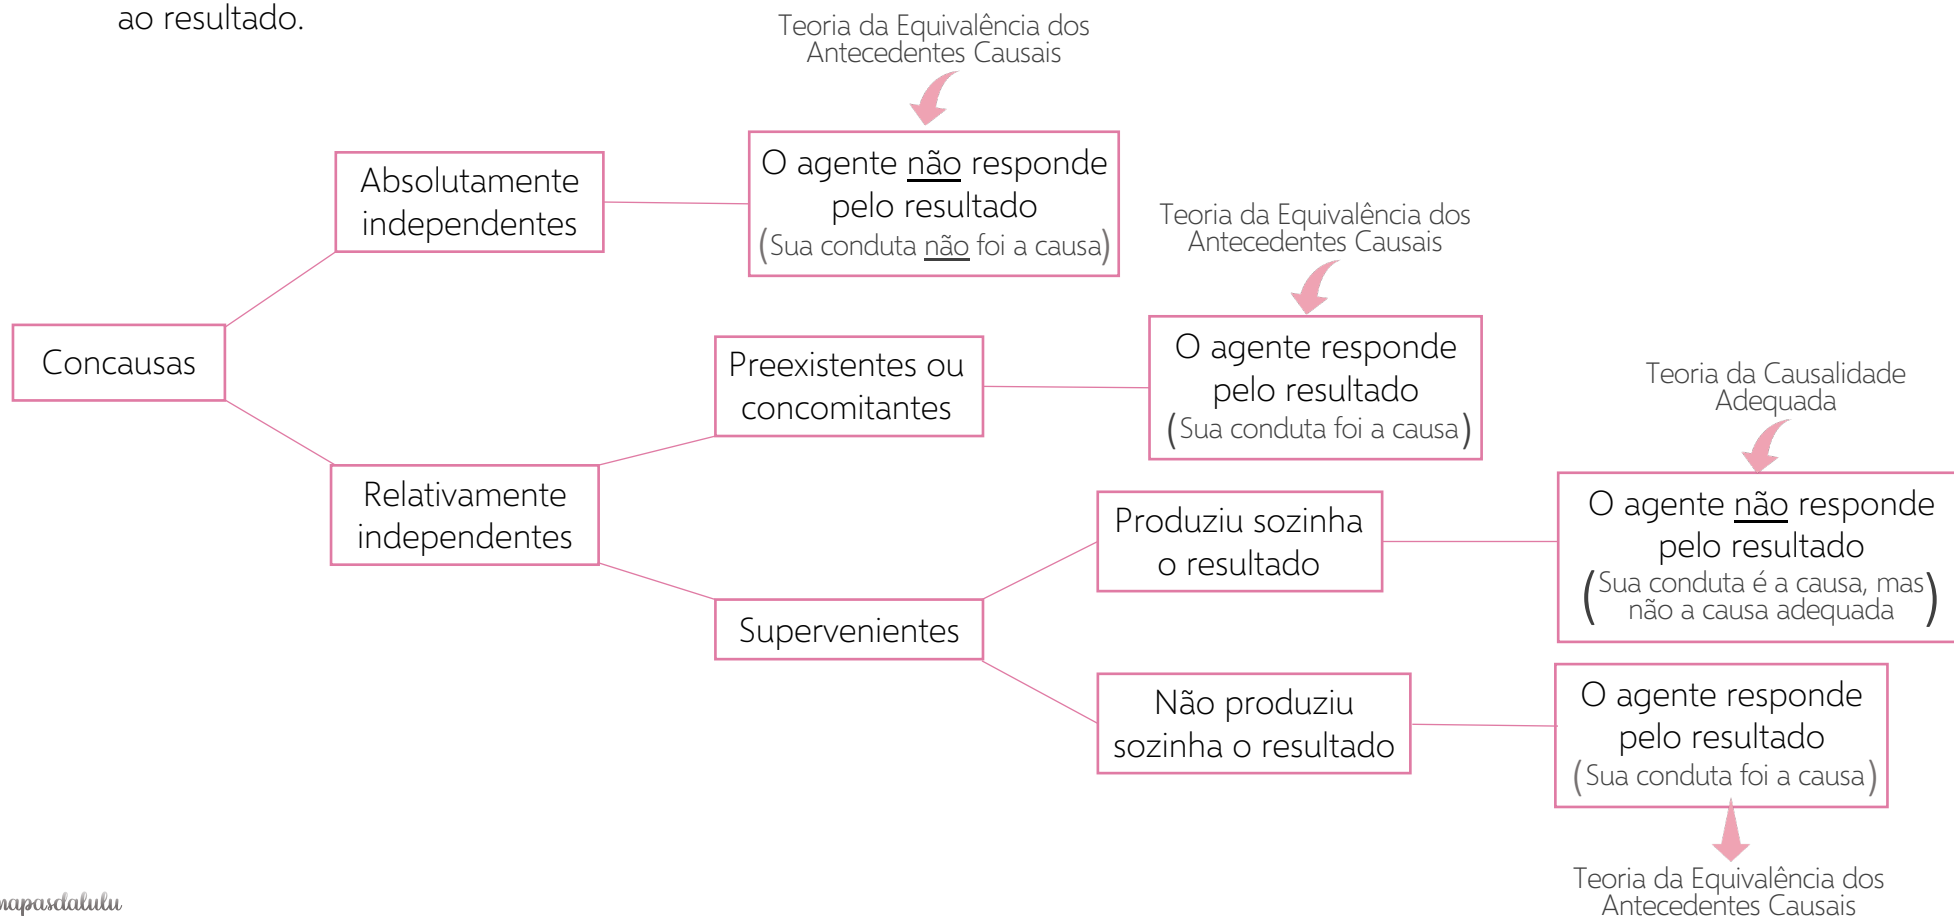 ao resultado.
Teoria da Equivalência dos
Antecedentes Causais
Absolutamente
independentes
O agente não responde
pelo resultado
(Sua conduta não foi a causa)
Teoria da Equivalência dos
Antecedentes Causais
Concausas
Preexistentes ou
concomitantes
O agente responde
pelo resultado
(Sua conduta foi a causa)
Teoria da Causalidade
Adequada
Relativamente
independentes
Produziu sozinha
o resultado
O agente não responde
pelo resultado
(Sua conduta é a causa, mas
não a causa adequada)
Supervenientes
Não produziu
sozinha o resultado
O agente responde
pelo resultado
(Sua conduta foi a causa)
Teoria da Equivalência dos
Antecedentes Causais
mapasdalulu